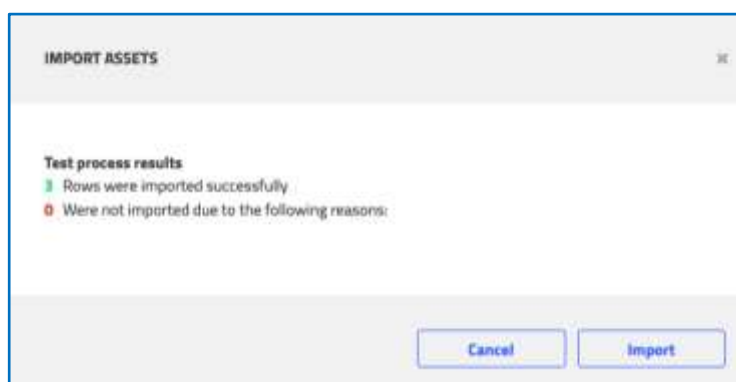 IMPORT ASSETS
Test process results
3 Rows were imported successfully
0 Were not imported due to the following reasons:
Cancel
Import